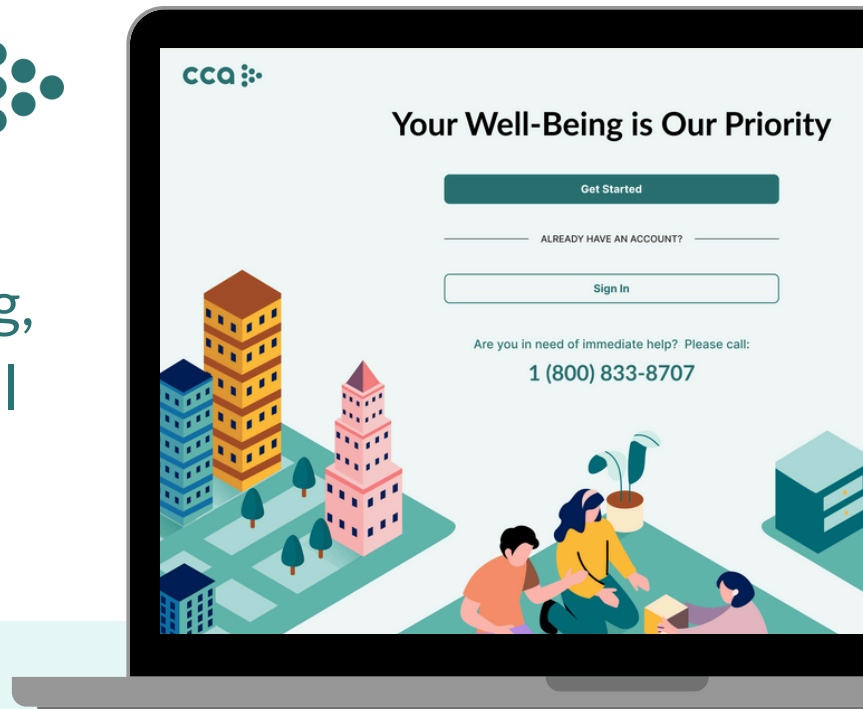 cca
Your Well-Being is Our Priority
Get Started
ALREADY HAVE AN ACCOUNT?
Sign In
Are you in need of immediate help? Please call:
1 (800) 833-8707